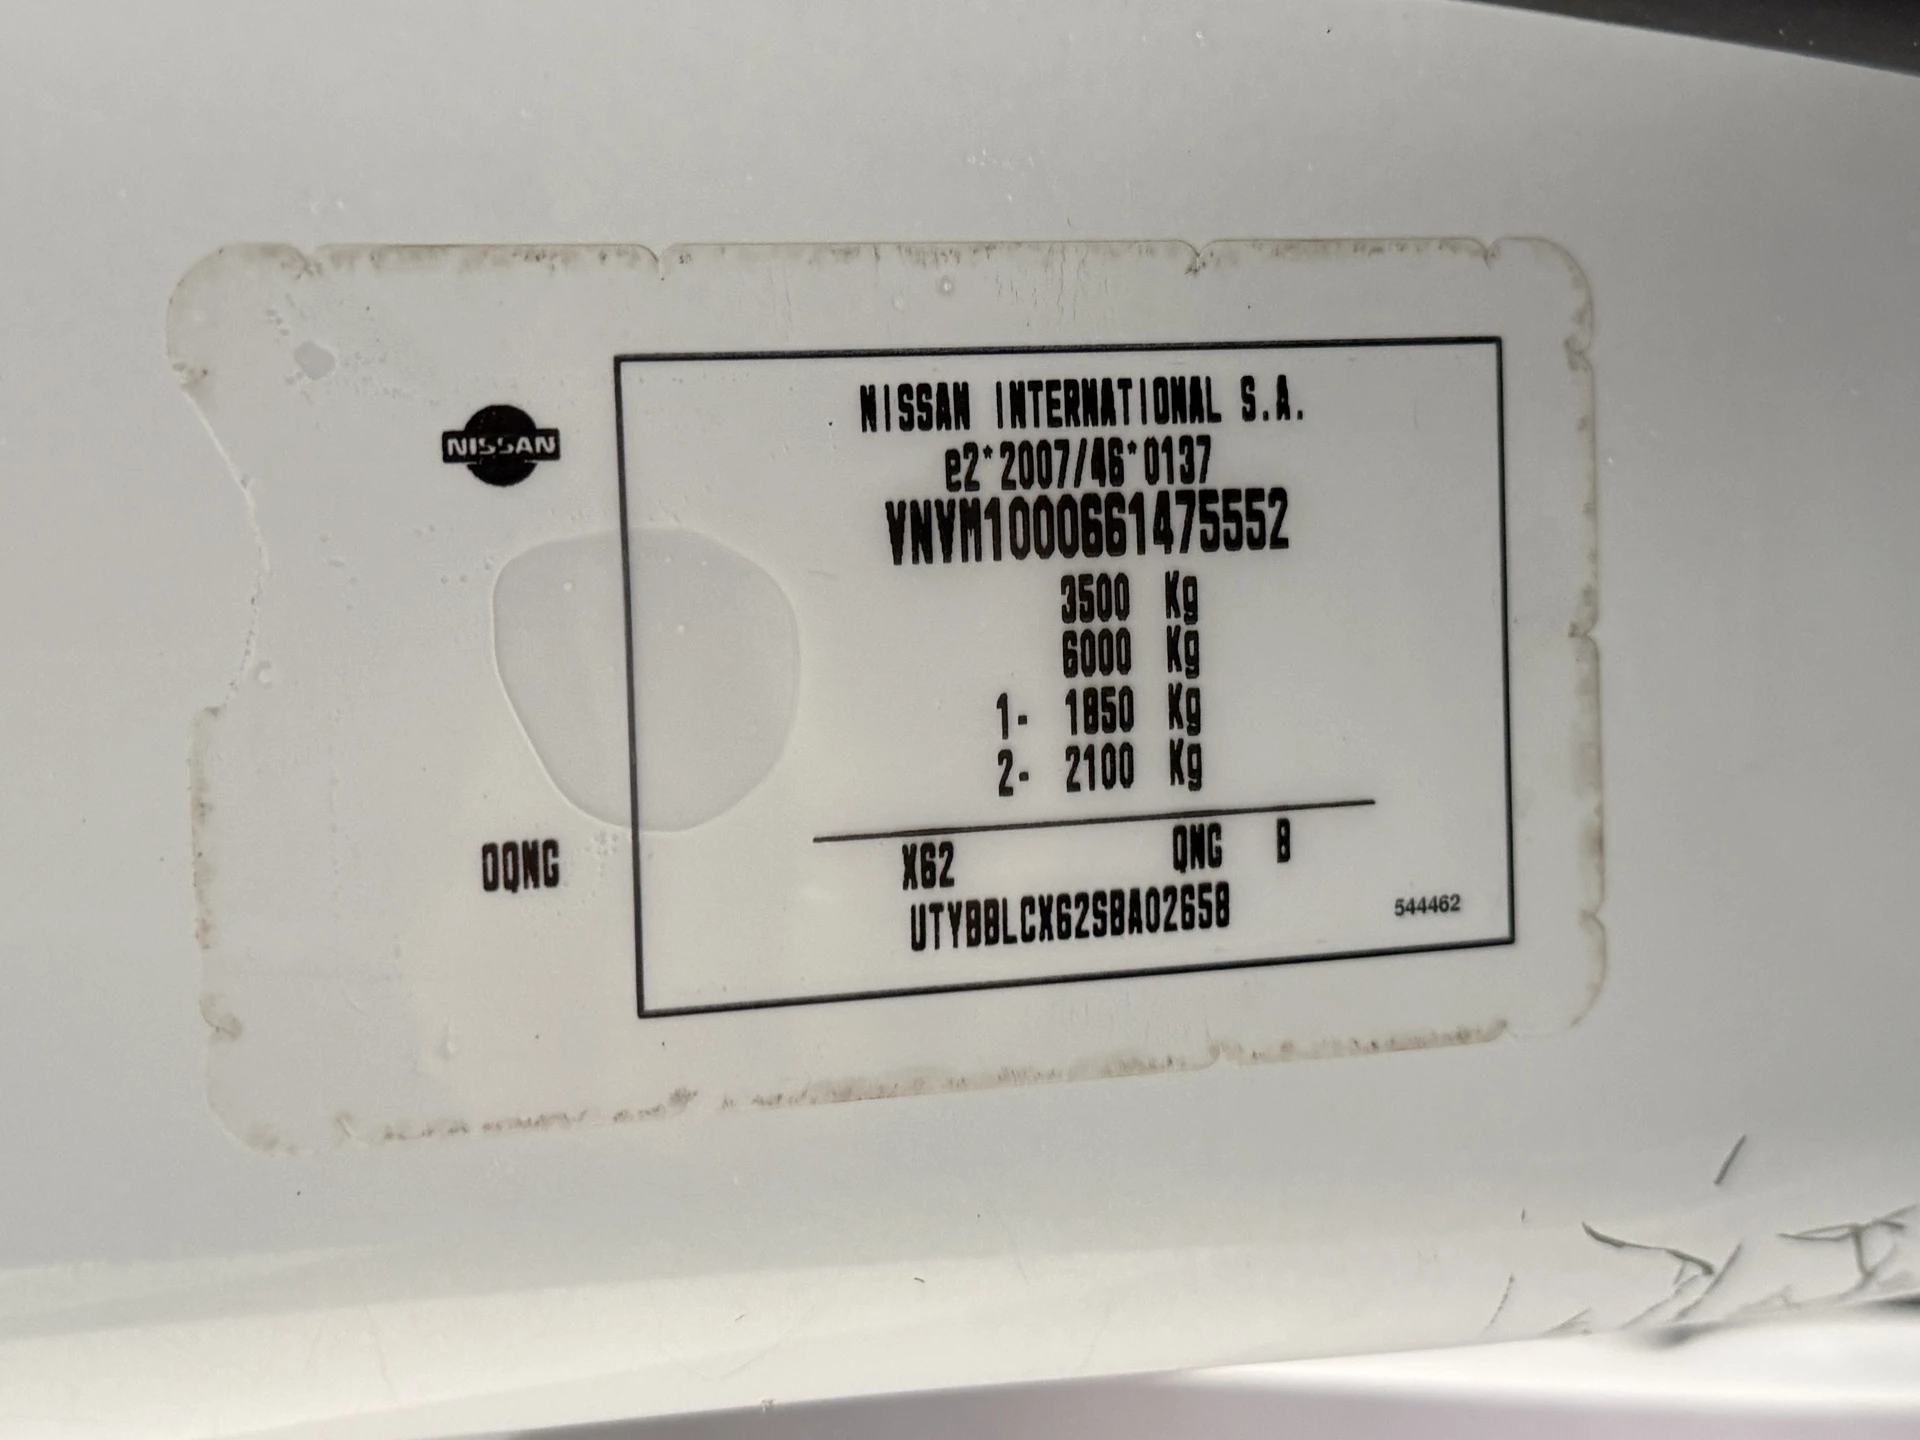 NISSAN
NISSAN INTERNATIONAL S.A.
e2*2007/46*0137
VNVM1000661475552
3500 Kg
6000 Kg
1- 1850 Kg
2- 2100 Kg
X62 QNG B
UTYBBLCX62SBA02658
544462
OQNG